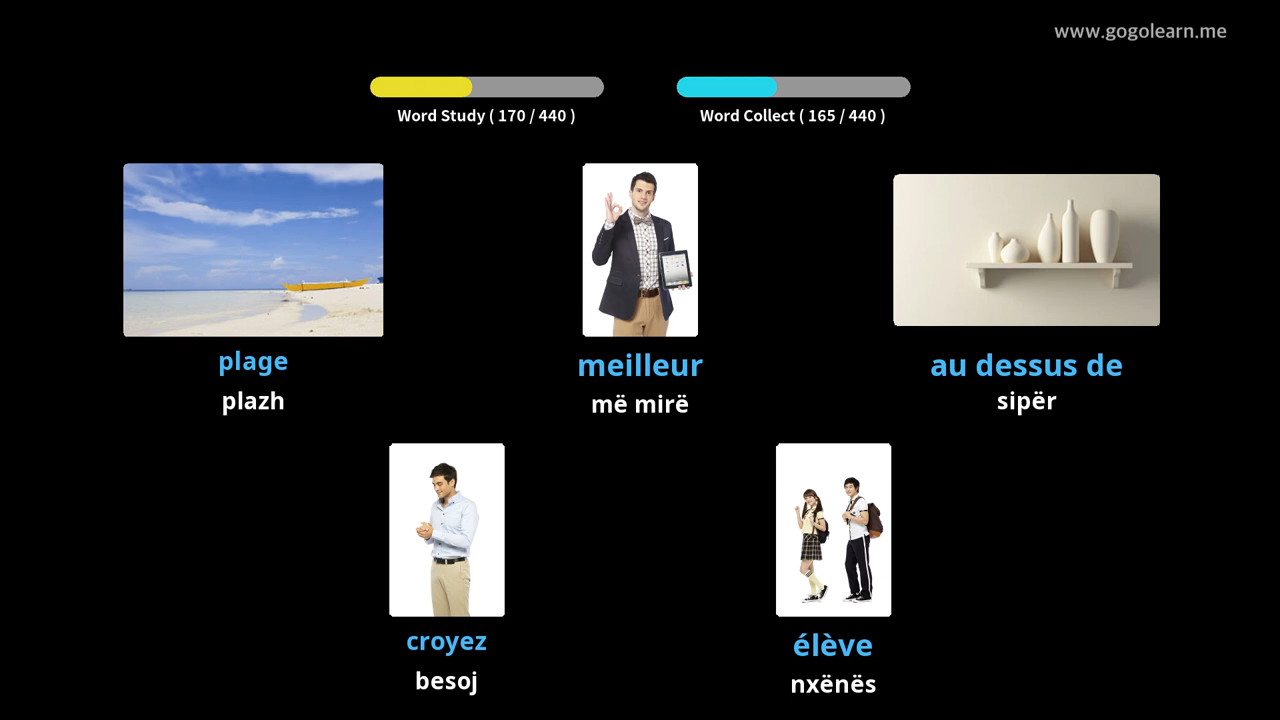 www.gogolearn.me
Word Study ( 170 / 440 )
Word Collect ( 165 / 440 )
plage
plazh
meilleur
më mirë
au dessus de
sipër
croyez
besoj
élève
nxënës